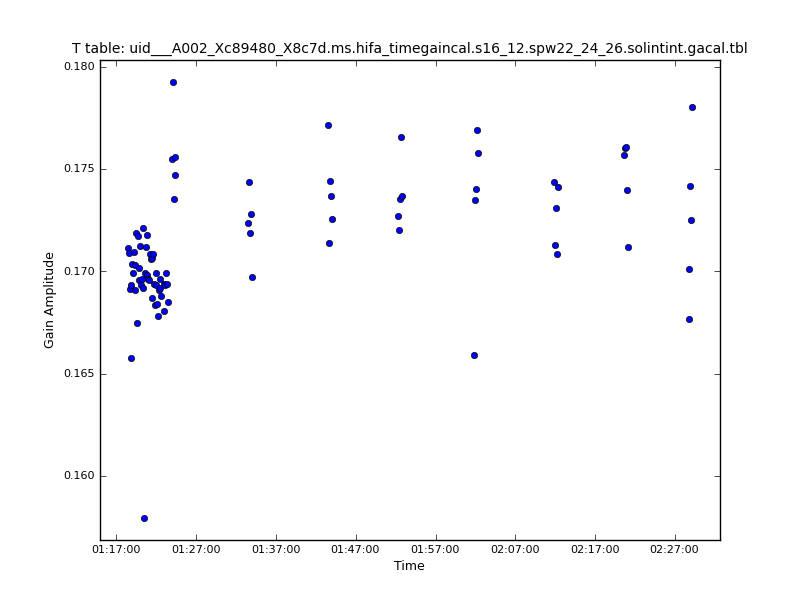 T table: uid___A002_Xc89480_X8c7d.ms.hifa_timegaincal.s16_12.spw22_24_26.solintint.gacal.tbl
0.180
0.175
0.170
0.165
0.160
Gain Amplitude
01:17:00 01:27:00 01:37:00 01:47:00 01:57:00 02:07:00 02:17:00 02:27:00
Time